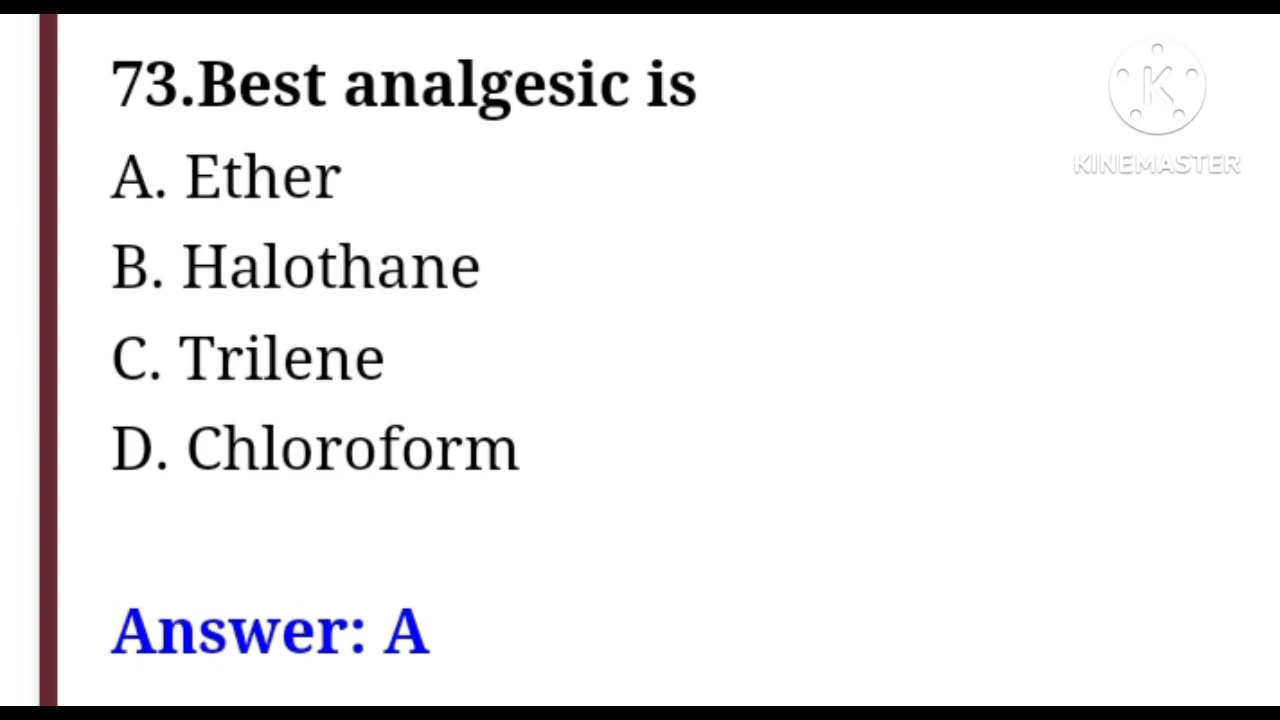 73.Best analgesic is
A. Ether
B. Halothane
C. Trilene
D. Chloroform
Answer: A
K
KINEMASTER